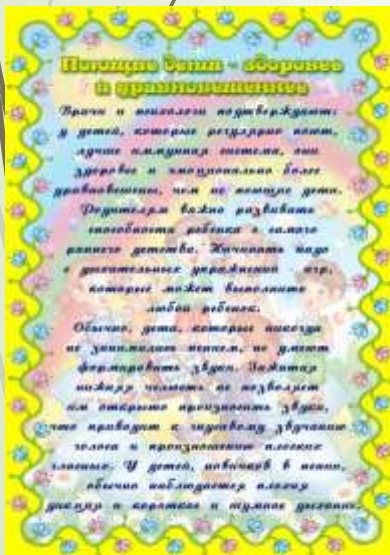 Поющие дети - здоровее
и уравновешеннее
Врачи и психологи подтверждают:
у детей, которые регулярно поют,
лучше иммунная система, они
здоровее и эмоционально более
уравновешены, чем не поющие дети.
Родителям важно развивать
способности ребенка с самого
раннего детства. Начинать надо
с дыхательных упражнений - игр,
которые может выполнить
любой ребенок.
Обычно, дети, которые никогда
не занимались пением, не умеют
формировать звуки. Зажатая
нижняя челюсть не позволяет
им открыто произносить звуки,
что приводит к гнусавому звучанию
голоса и произношению плоских
гласных. У детей, новичков в пении,
обычно наблюдается плохая
дикция и короткое и шумное дыхание.